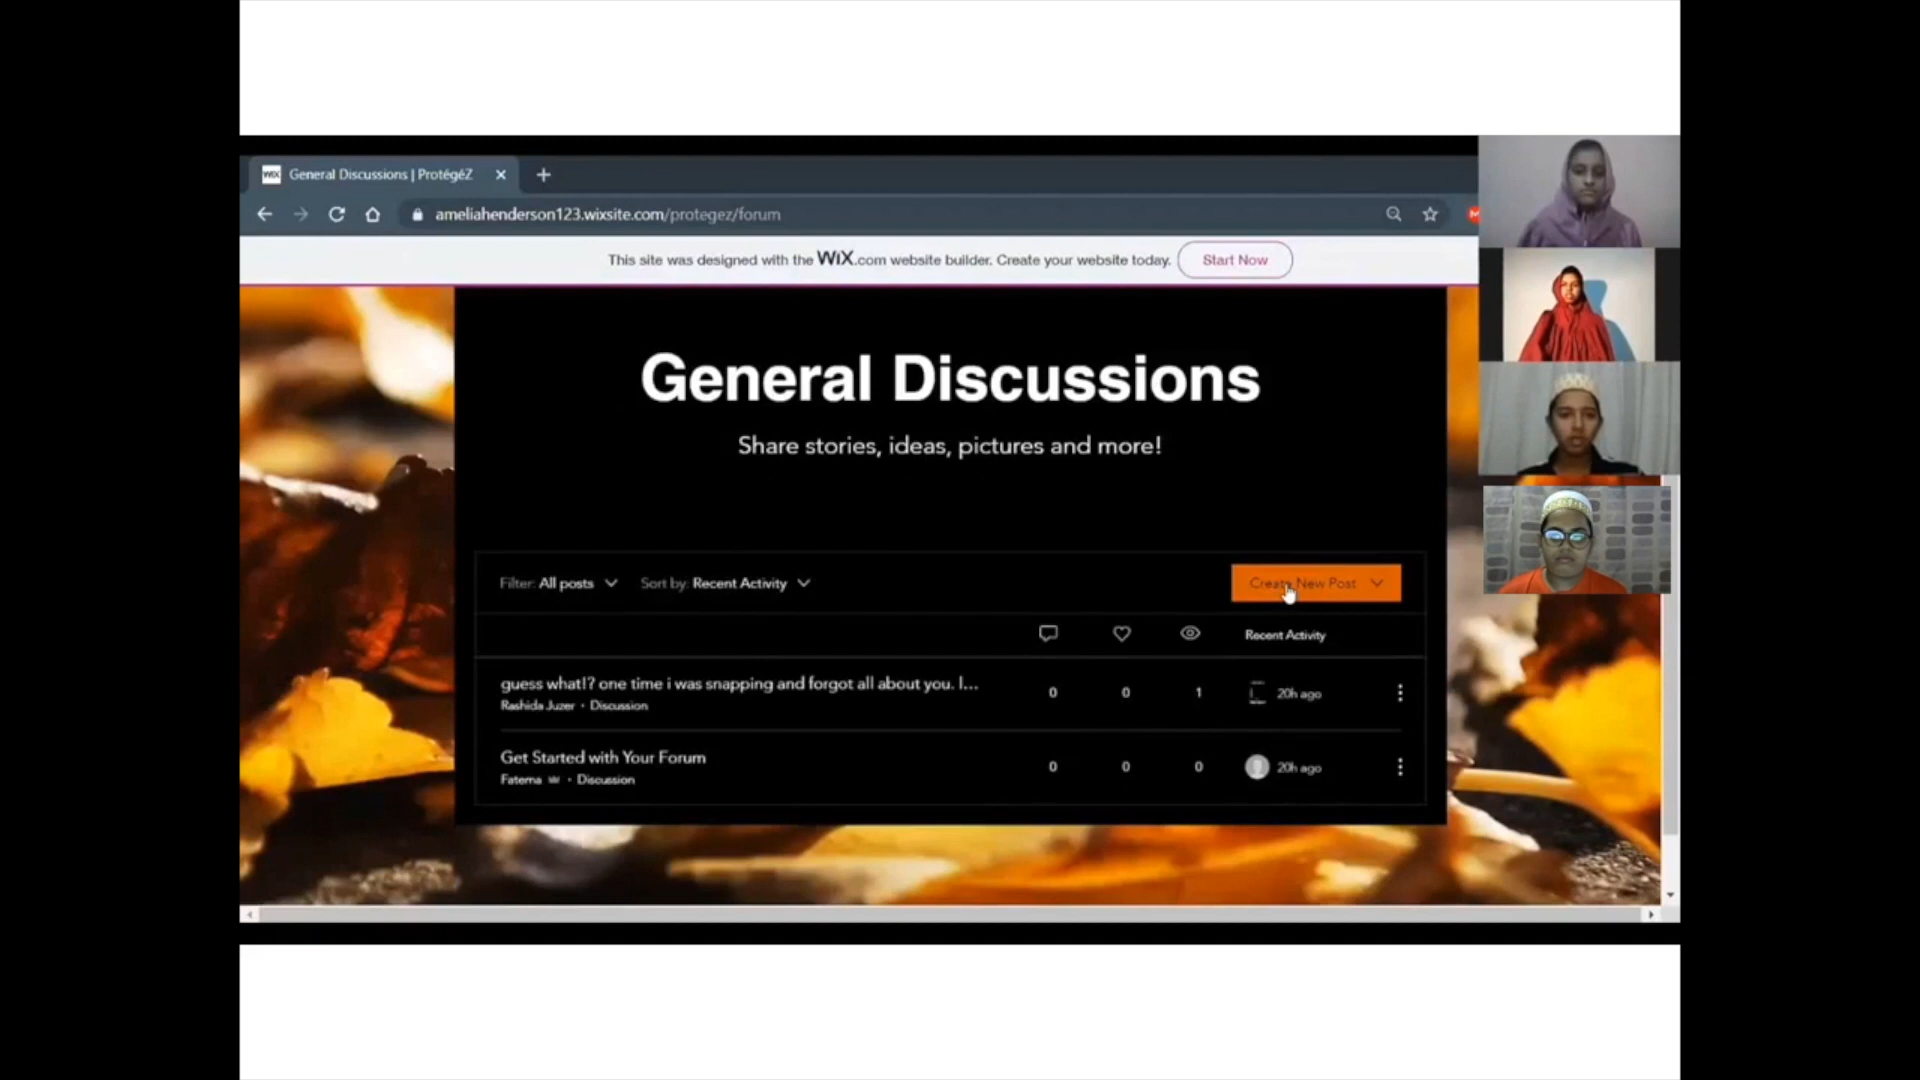 WiX General Discussions | ProtégéZ
ameliahenderson123.wixsite.com/protegez/forum
This site was designed with the WiX.com website builder. Create your website today. Start Now
General Discussions
Share stories, ideas, pictures and more!
Filter: All posts Sort by: Recent Activity Create New Post
Recent Activity
guess what!? one time i was snapping and forgot all about you. I...
0 0 1 20h ago
Rashida Juzer • Discussion
Get Started with Your Forum
0 0 0 20h ago
Fatema • Discussion